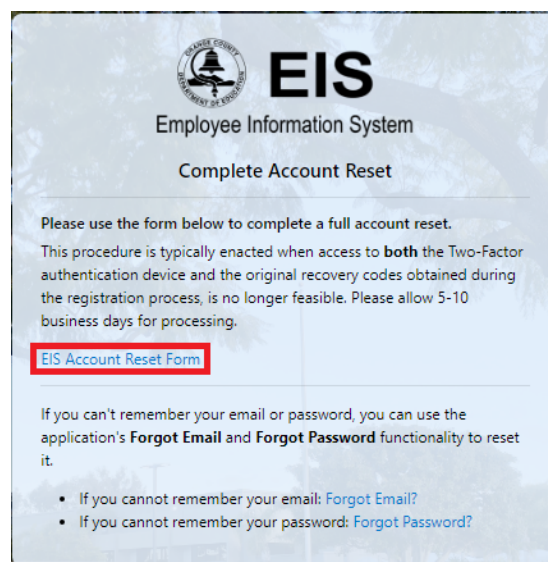 ORANGE COUNTY
DEPARTMENT OF EDUCATION
EIS
Employee Information System
Complete Account Reset
Please use the form below to complete a full account reset.
This procedure is typically enacted when access to both the Two-Factor
authentication device and the original recovery codes obtained during
the registration process, is no longer feasible. Please allow 5-10
business days for processing.
EIS Account Reset Form
If you can't remember your email or password, you can use the
application's Forgot Email and Forgot Password functionality to reset
it.
• If you cannot remember your email: Forgot Email?
• If you cannot remember your password: Forgot Password?